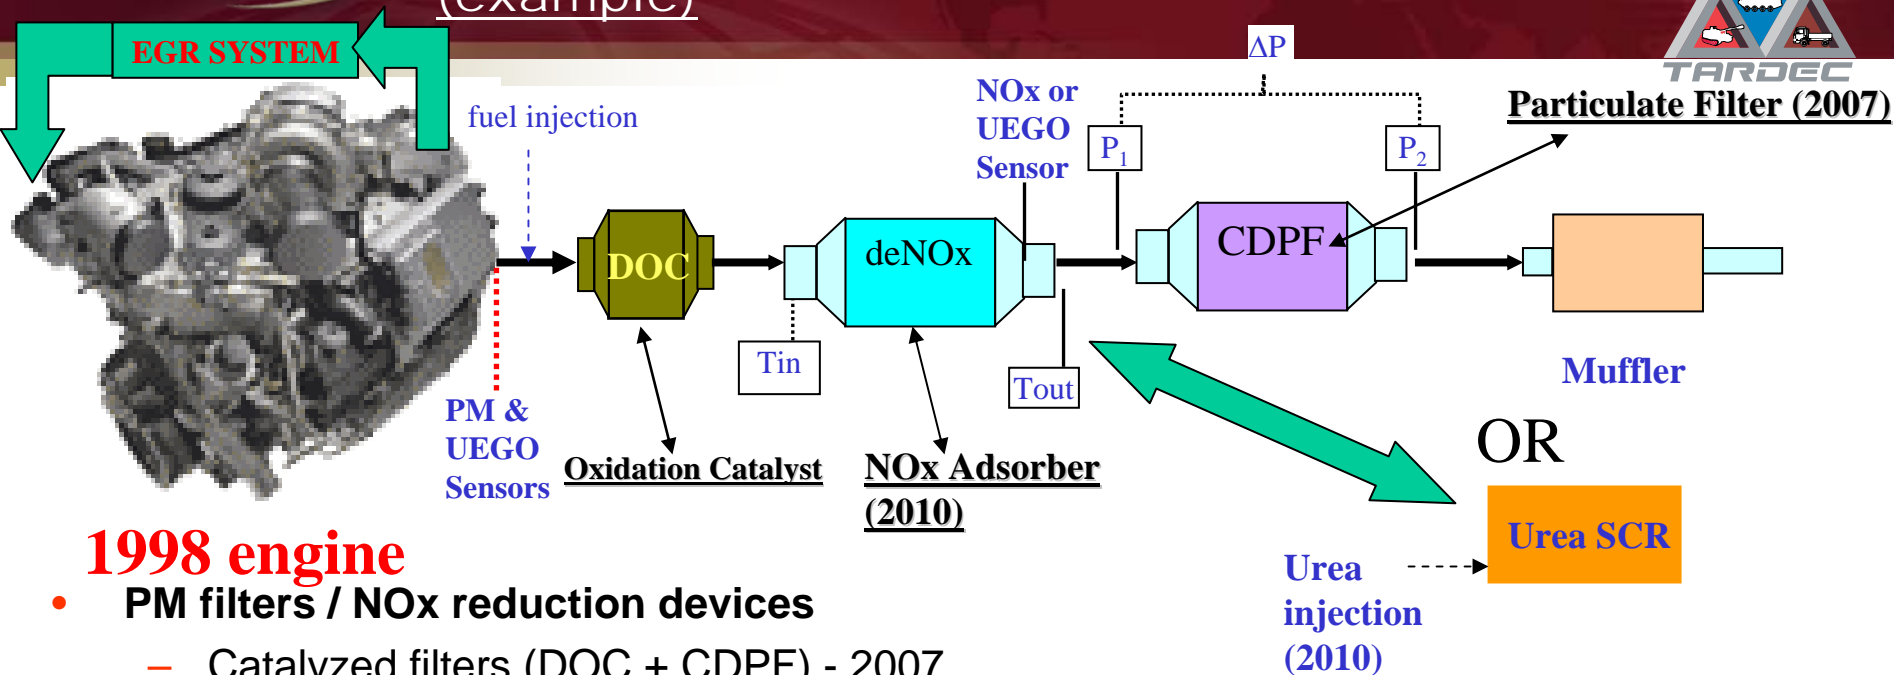 (example)
EGR SYSTEM
TARDEC
fuel injection
NOx or
UEGO
Sensor
ΔP
P1
P2
Particulate Filter (2007)
DOC
deNOx
CDPF
Tin
Tout
Muffler
PM &
UEGO
Sensors
Oxidation Catalyst
NOx Adsorber
(2010)
OR
Urea SCR
Urea
injection
(2010)
1998 engine
• PM filters / NOx reduction devices
– Catalyzed filters (DOC + CDPF) - 2007